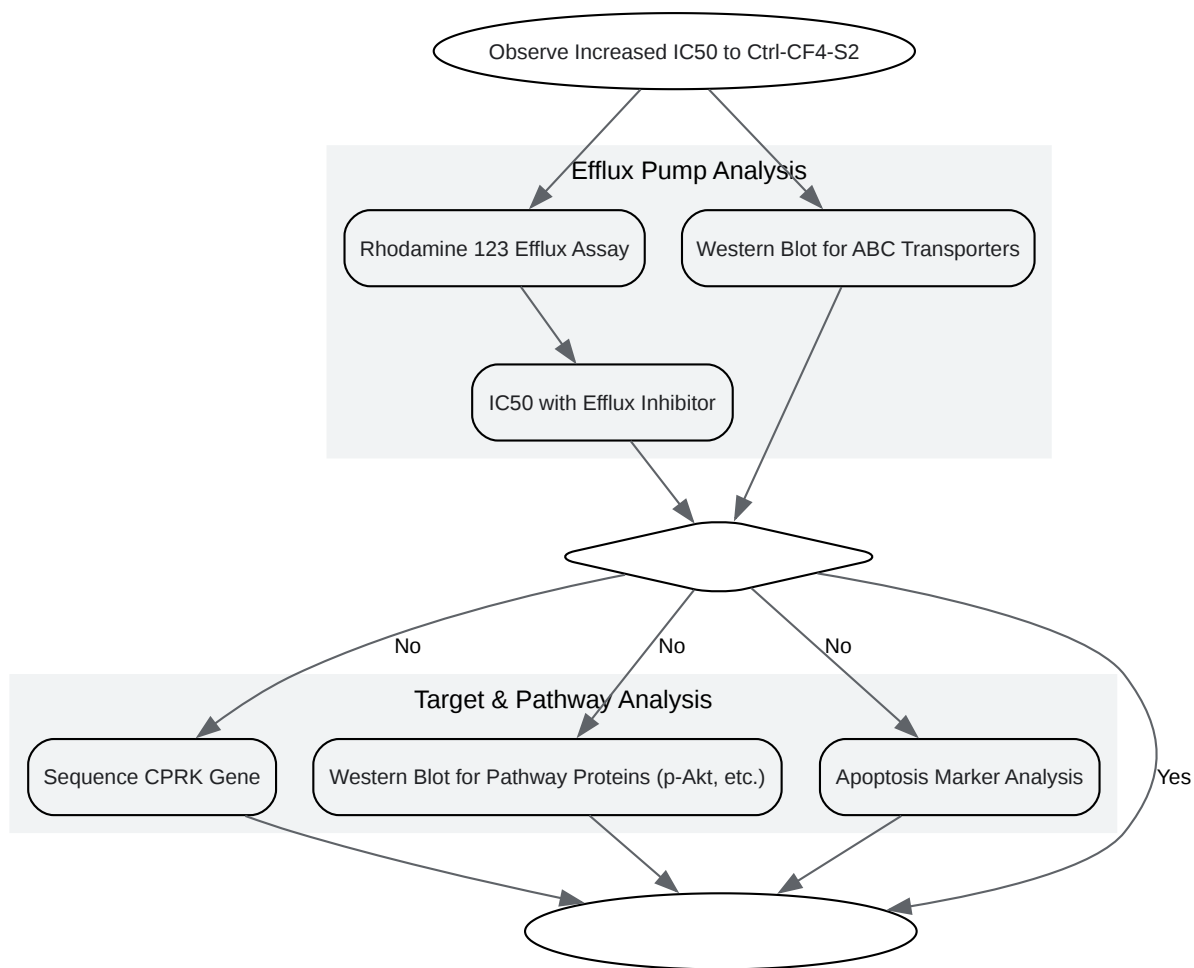 Observe Increased IC50 to Ctrl-CF4-S2
Efflux Pump Analysis
Rhodamine 123 Efflux Assay
Western Blot for ABC Transporters
IC50 with Efflux Inhibitor
No
No
No
Target & Pathway Analysis
Sequence CPRK Gene
Western Blot for Pathway Proteins (p-Akt, etc.)
Apoptosis Marker Analysis
Yes